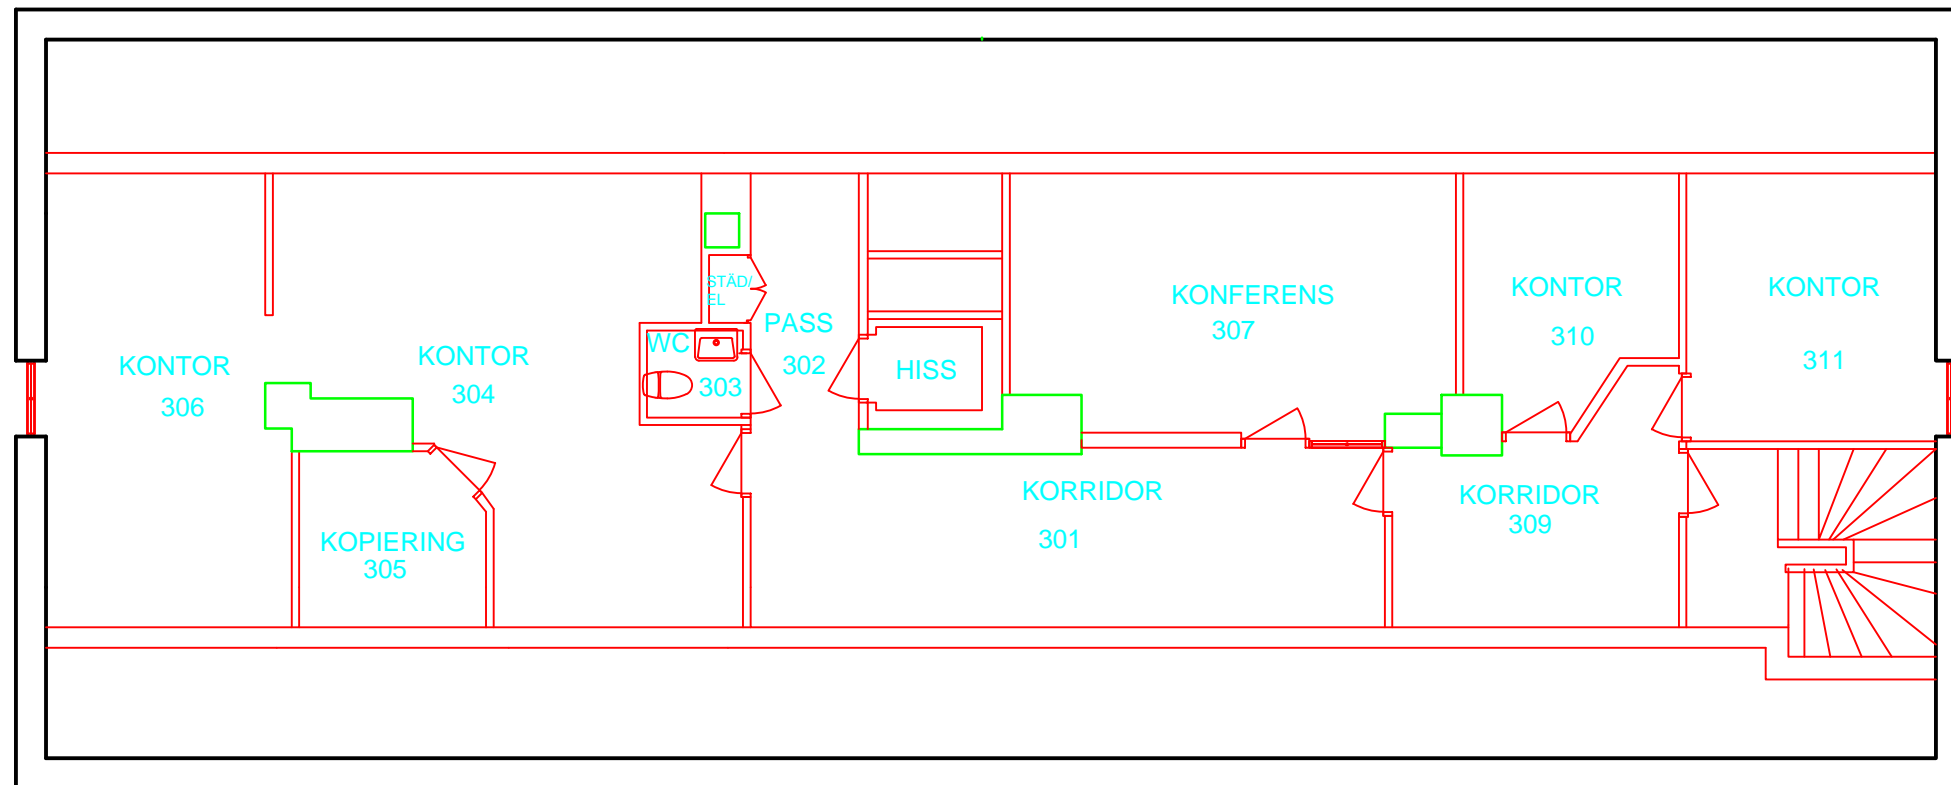 KONTOR
306
KONTOR
304
KOPIERING
305
STÄD/
EL
WC
303
PASS
302
HISS
KORRIDOR
301
KONFERENS
307
KONTOR
310
KORRIDOR
309
KONTOR
311